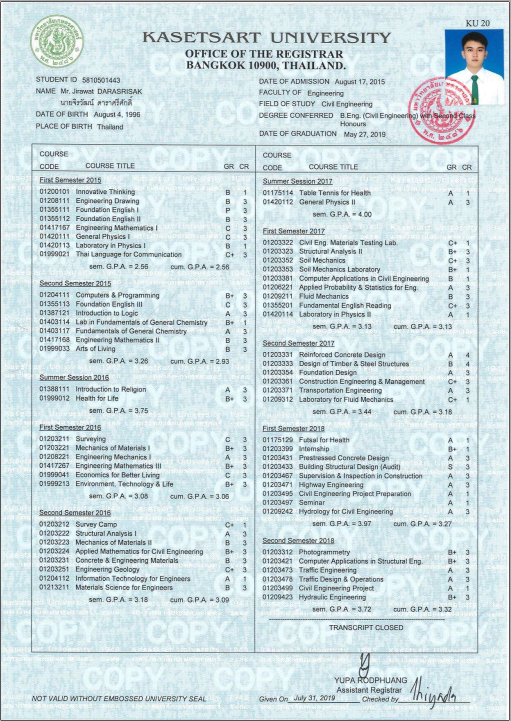 KU 20
KASETSART UNIVERSITY
OFFICE OF THE REGISTRAR
BANGKOK 10900, THAILAND.
STUDENT ID 5810501443
NAME Mr. Jirawat DARASRISAK
นายจิรวัฒน์ ดาราศรีศักดิ์
DATE OF BIRTH August 4, 1996
PLACE OF BIRTH Thailand
DATE OF ADMISSION August 17, 2015
FACULTY OF Engineering
FIELD OF STUDY Civil Engineering
DEGREE CONFERRED B.Eng. (Civil Engineering) with Second Class
Honours
DATE OF GRADUATION May 27, 2019
COURSE
CODE COURSE TITLE GR CR
First Semester 2015
01200101 Innovative Thinking B 1
01208111 Engineering Drawing B 3
01355111 Foundation English I P 3
01355112 Foundation English II B 3
01417167 Engineering Mathematics I C 3
01420111 General Physics I C 3
01420113 Laboratory in Physics I B 1
01999021 Thai Language for Communication C+ 3
sem. G.P.A. = 2.56 cum. G.P.A. = 2.56
Second Semester 2015
01204111 Computers & Programming B+ 3
01355113 Foundation English III C 3
01387121 Introduction to Logic A 3
01403114 Lab in Fundamentals of General Chemistry B+ 1
01403117 Fundamentals of General Chemistry A 3
01417168 Engineering Mathematics II B 3
01999033 Arts of Living B 3
sem. G.P.A. = 3.26 cum. G.P.A. = 2.93
Summer Session 2016
01388111 Introduction to Religion A 3
01999012 Health for Life B+ 3
sem. G.P.A. = 3.75
First Semester 2016
01203211 Surveying C 3
01203221 Mechanics of Materials I B+ 3
01208221 Engineering Mechanics I A 3
01417267 Engineering Mathematics III B+ 3
01999041 Economics for Better Living C 3
01999213 Environment, Technology & Life B+ 3
sem. G.P.A. = 3.08 cum. G.P.A. = 3.06
Second Semester 2016
01203212 Survey Camp C+ 1
01203222 Structural Analysis I A 3
01203223 Mechanics of Materials II B 3
01203224 Applied Mathematics for Civil Engineering B+ 3
01203231 Concrete & Engineering Materials B 3
01203251 Engineering Geology C+ 3
01204112 Information Technology for Engineers A 1
01213211 Materials Science for Engineers B 3
sem. G.P.A. = 3.18 cum. G.P.A. = 3.09
COURSE
CODE COURSE TITLE GR CR
Summer Session 2017
01175114 Table Tennis for Health A 1
01420112 General Physics II A 3
sem. G.P.A. = 4.00
First Semester 2017
01203322 Civil Eng. Materials Testing Lab. C+ 1
01203323 Structural Analysis II B+ 3
01203352 Soil Mechanics C+ 3
01203353 Soil Mechanics Laboratory B+ 1
01203381 Computer Applications in Civil Engineering B 1
01206221 Applied Probability & Statistics for Eng. A 3
01209211 Fluid Mechanics B 3
01355201 Fundamental English Reading C+ 3
01420114 Laboratory in Physics II A 1
sem. G.P.A. = 3.13 cum. G.P.A. = 3.13
Second Semester 2017
01203331 Reinforced Concrete Design A 4
01203333 Design of Timber & Steel Structures B 4
01203354 Foundation Design A 3
01203361 Construction Engineering & Management C+ 3
01203371 Transportation Engineering A 3
01209312 Laboratory for Fluid Mechanics C+ 1
sem. G.P.A. = 3.44 cum. G.P.A. = 3.18
First Semester 2018
01175129 Futsal for Health A 1
01203399 Internship B+ 1
01203431 Prestressed Concrete Design A 3
01203433 Building Structural Design (Audit) S 3
01203467 Supervision & Inspection in Construction A 3
01203471 Highway Engineering A 3
01203495 Civil Engineering Project Preparation A 1
01203497 Seminar A 1
01209242 Hydrology for Civil Engineering A 3
sem. G.P.A. = 3.97 cum. G.P.A. = 3.27
Second Semester 2018
01203312 Photogrammetry B+ 3
01203421 Computer Applications in Structural Eng. B+ 3
01203473 Traffic Engineering A 3
01203478 Traffic Design & Operations A 3
01203499 Civil Engineering Project A 1
01209423 Hydraulic Engineering B+ 3
sem. G.P.A. = 3.72 cum. G.P.A. = 3.32
TRANSCRIPT CLOSED
YUPA RODPHUANG
Assistant Registrar
NOT VALID WITHOUT EMBOSSED UNIVERSITY SEAL
Given On July 31, 2019 Checked by